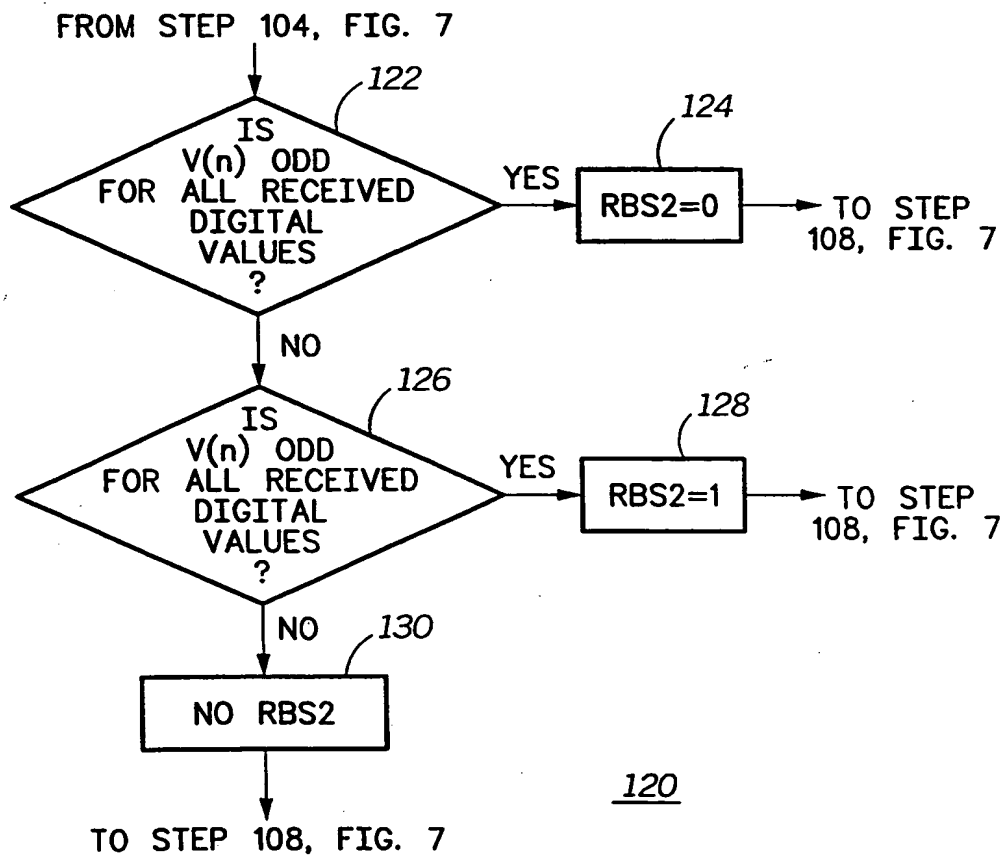 FROM STEP 104, FIG. 7
122
IS
V(n) ODD
FOR ALL RECEIVED
DIGITAL
VALUES
?
YES
124
RBS2=0
TO STEP
108, FIG. 7
NO
126
IS
V(n) ODD
FOR ALL RECEIVED
DIGITAL
VALUES
?
YES
128
RBS2=1
TO STEP
108, FIG. 7
NO
130
NO RBS2
120
TO STEP 108, FIG. 7